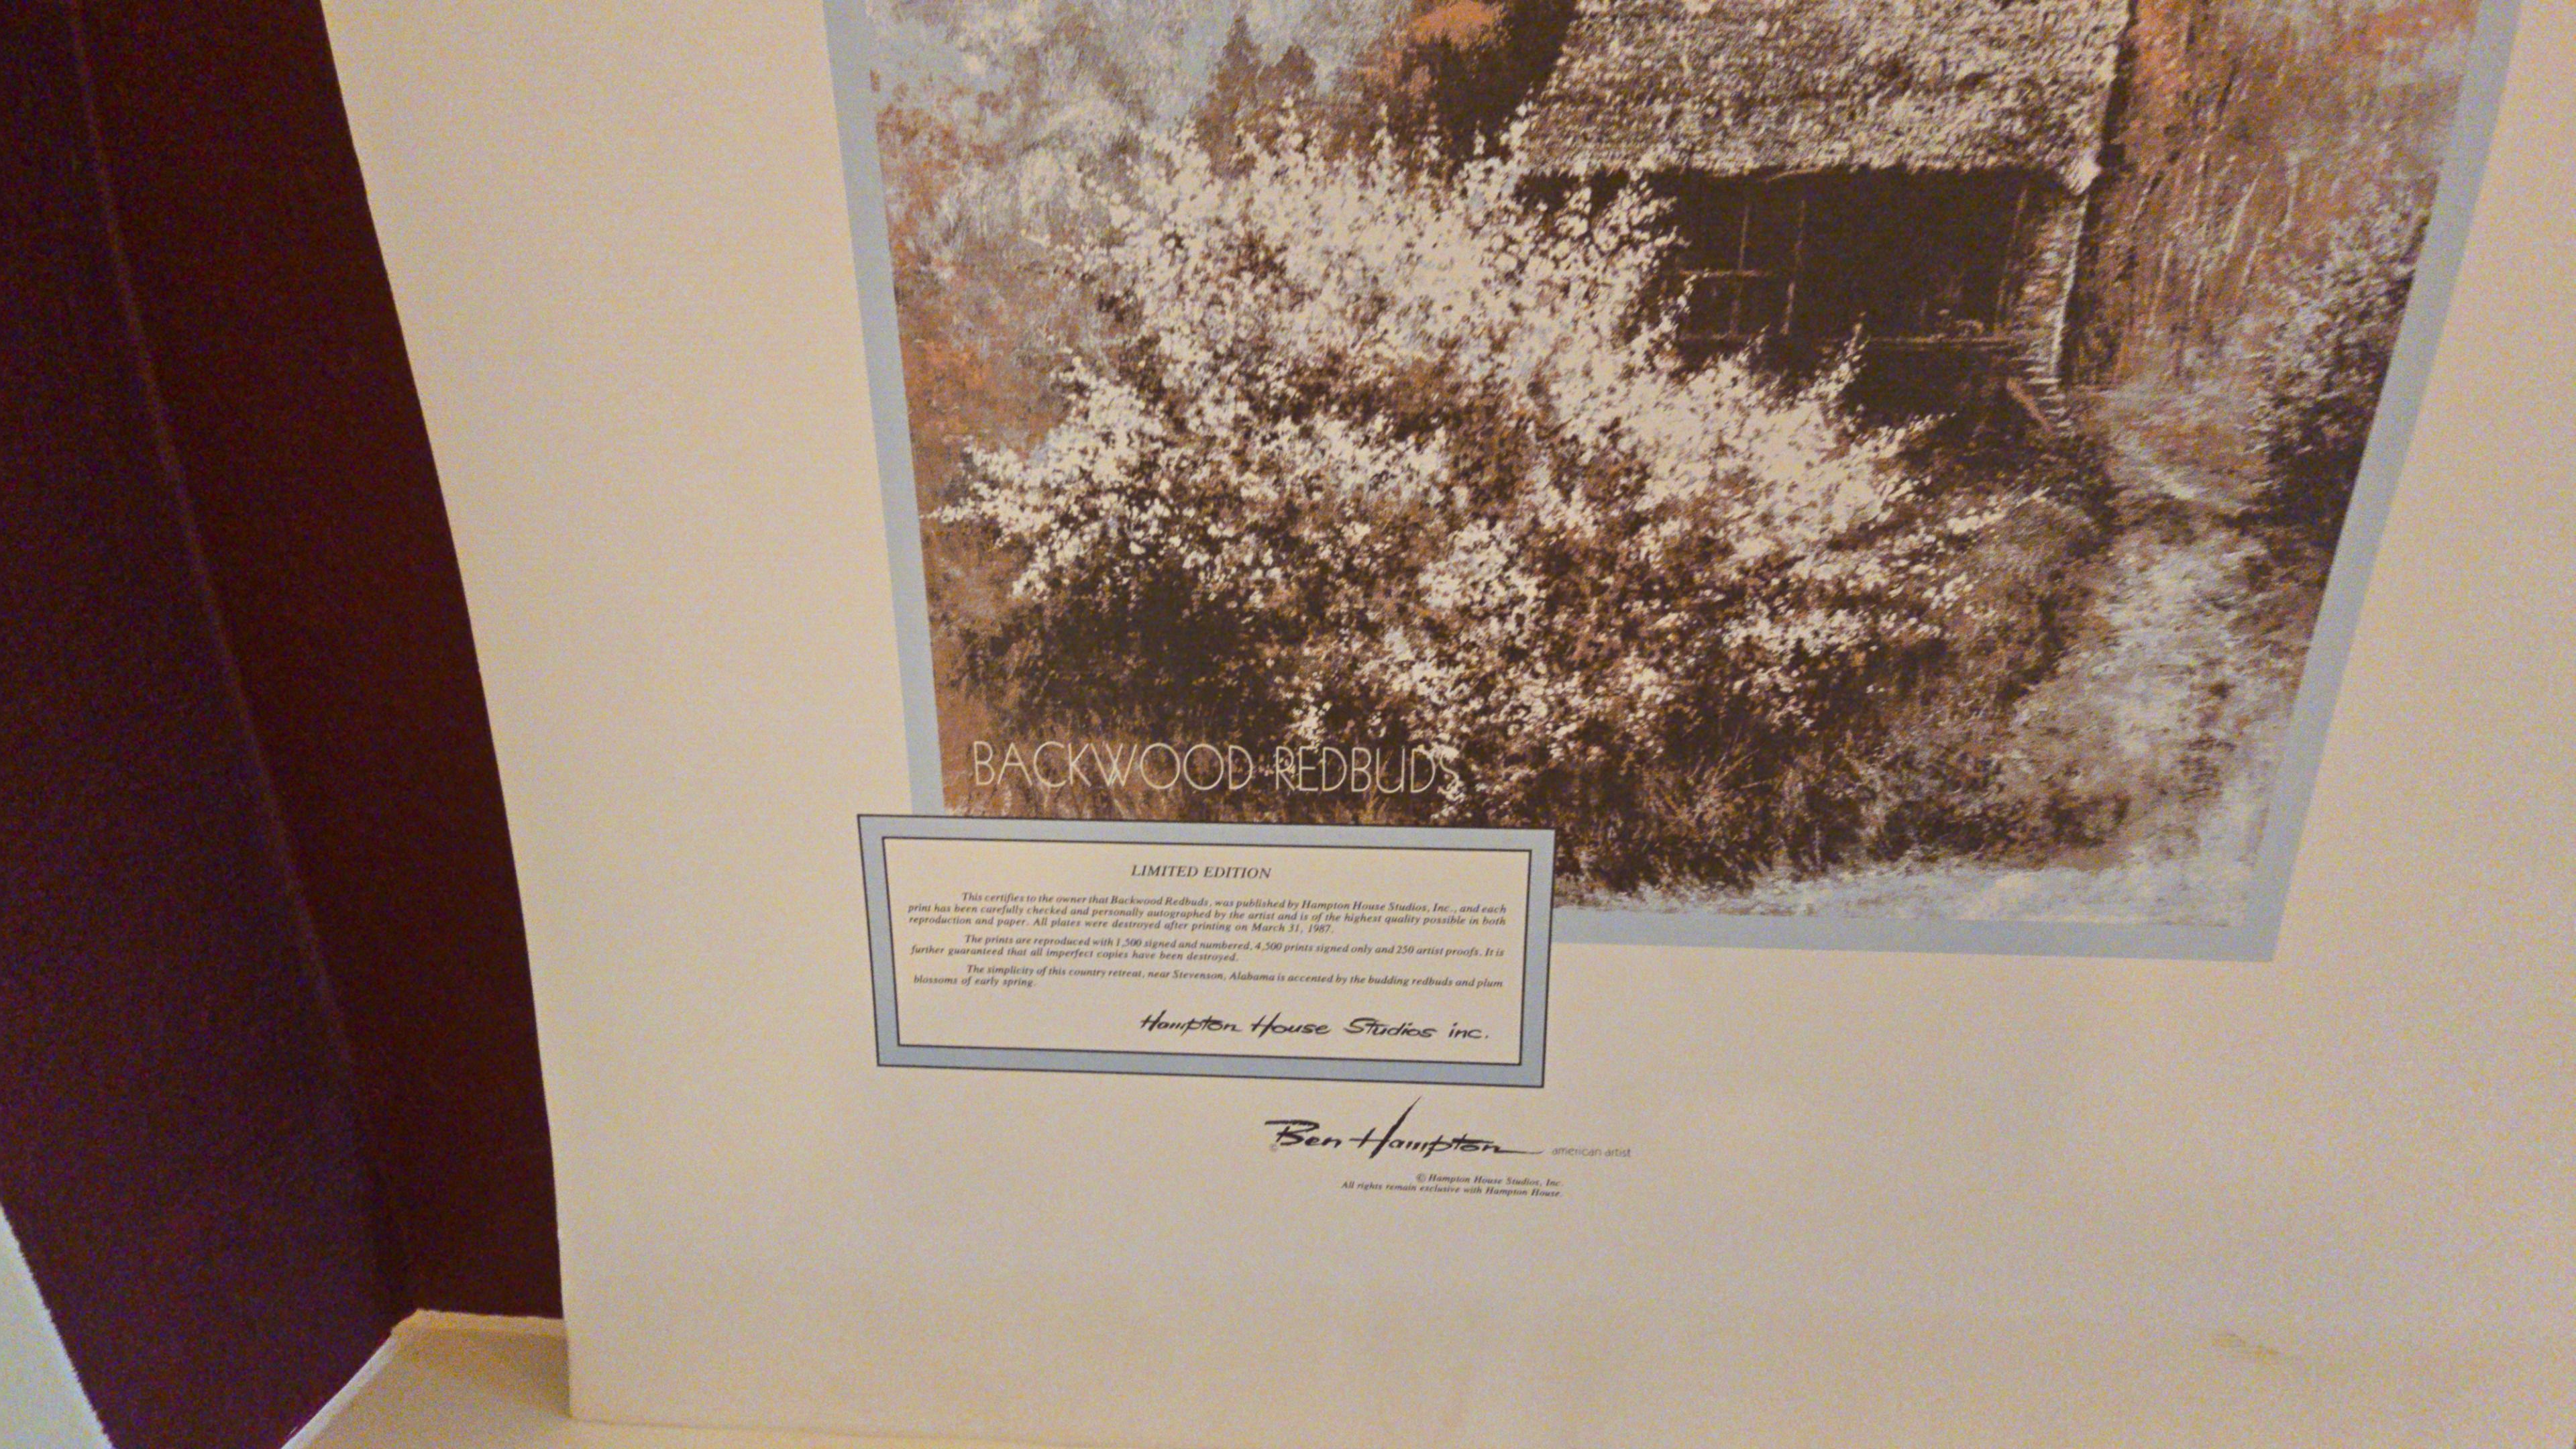 BACKWOOD REDBUDS
LIMITED EDITION
This certifies to the owner that Backwood Redbuds, was published by Hampton House Studios, Inc., and each
print has been carefully checked and personally autographed by the artist and is of the highest quality possible in both
reproduction and paper. All plates were destroyed after printing on March 31, 1987.
The prints are reproduced with 1,500 signed and numbered, 4,500 prints signed only and 250 artist proofs. It is
further guaranteed that all imperfect copies have been destroyed.
The simplicity of this country retreat, near Stevenson, Alabama is accented by the budding redbuds and plum
blossoms of early spring.
Hampton House Studios inc.
Ben Hampton american artist
© Hampton House Studios, Inc.
All rights remain exclusive with Hampton House.